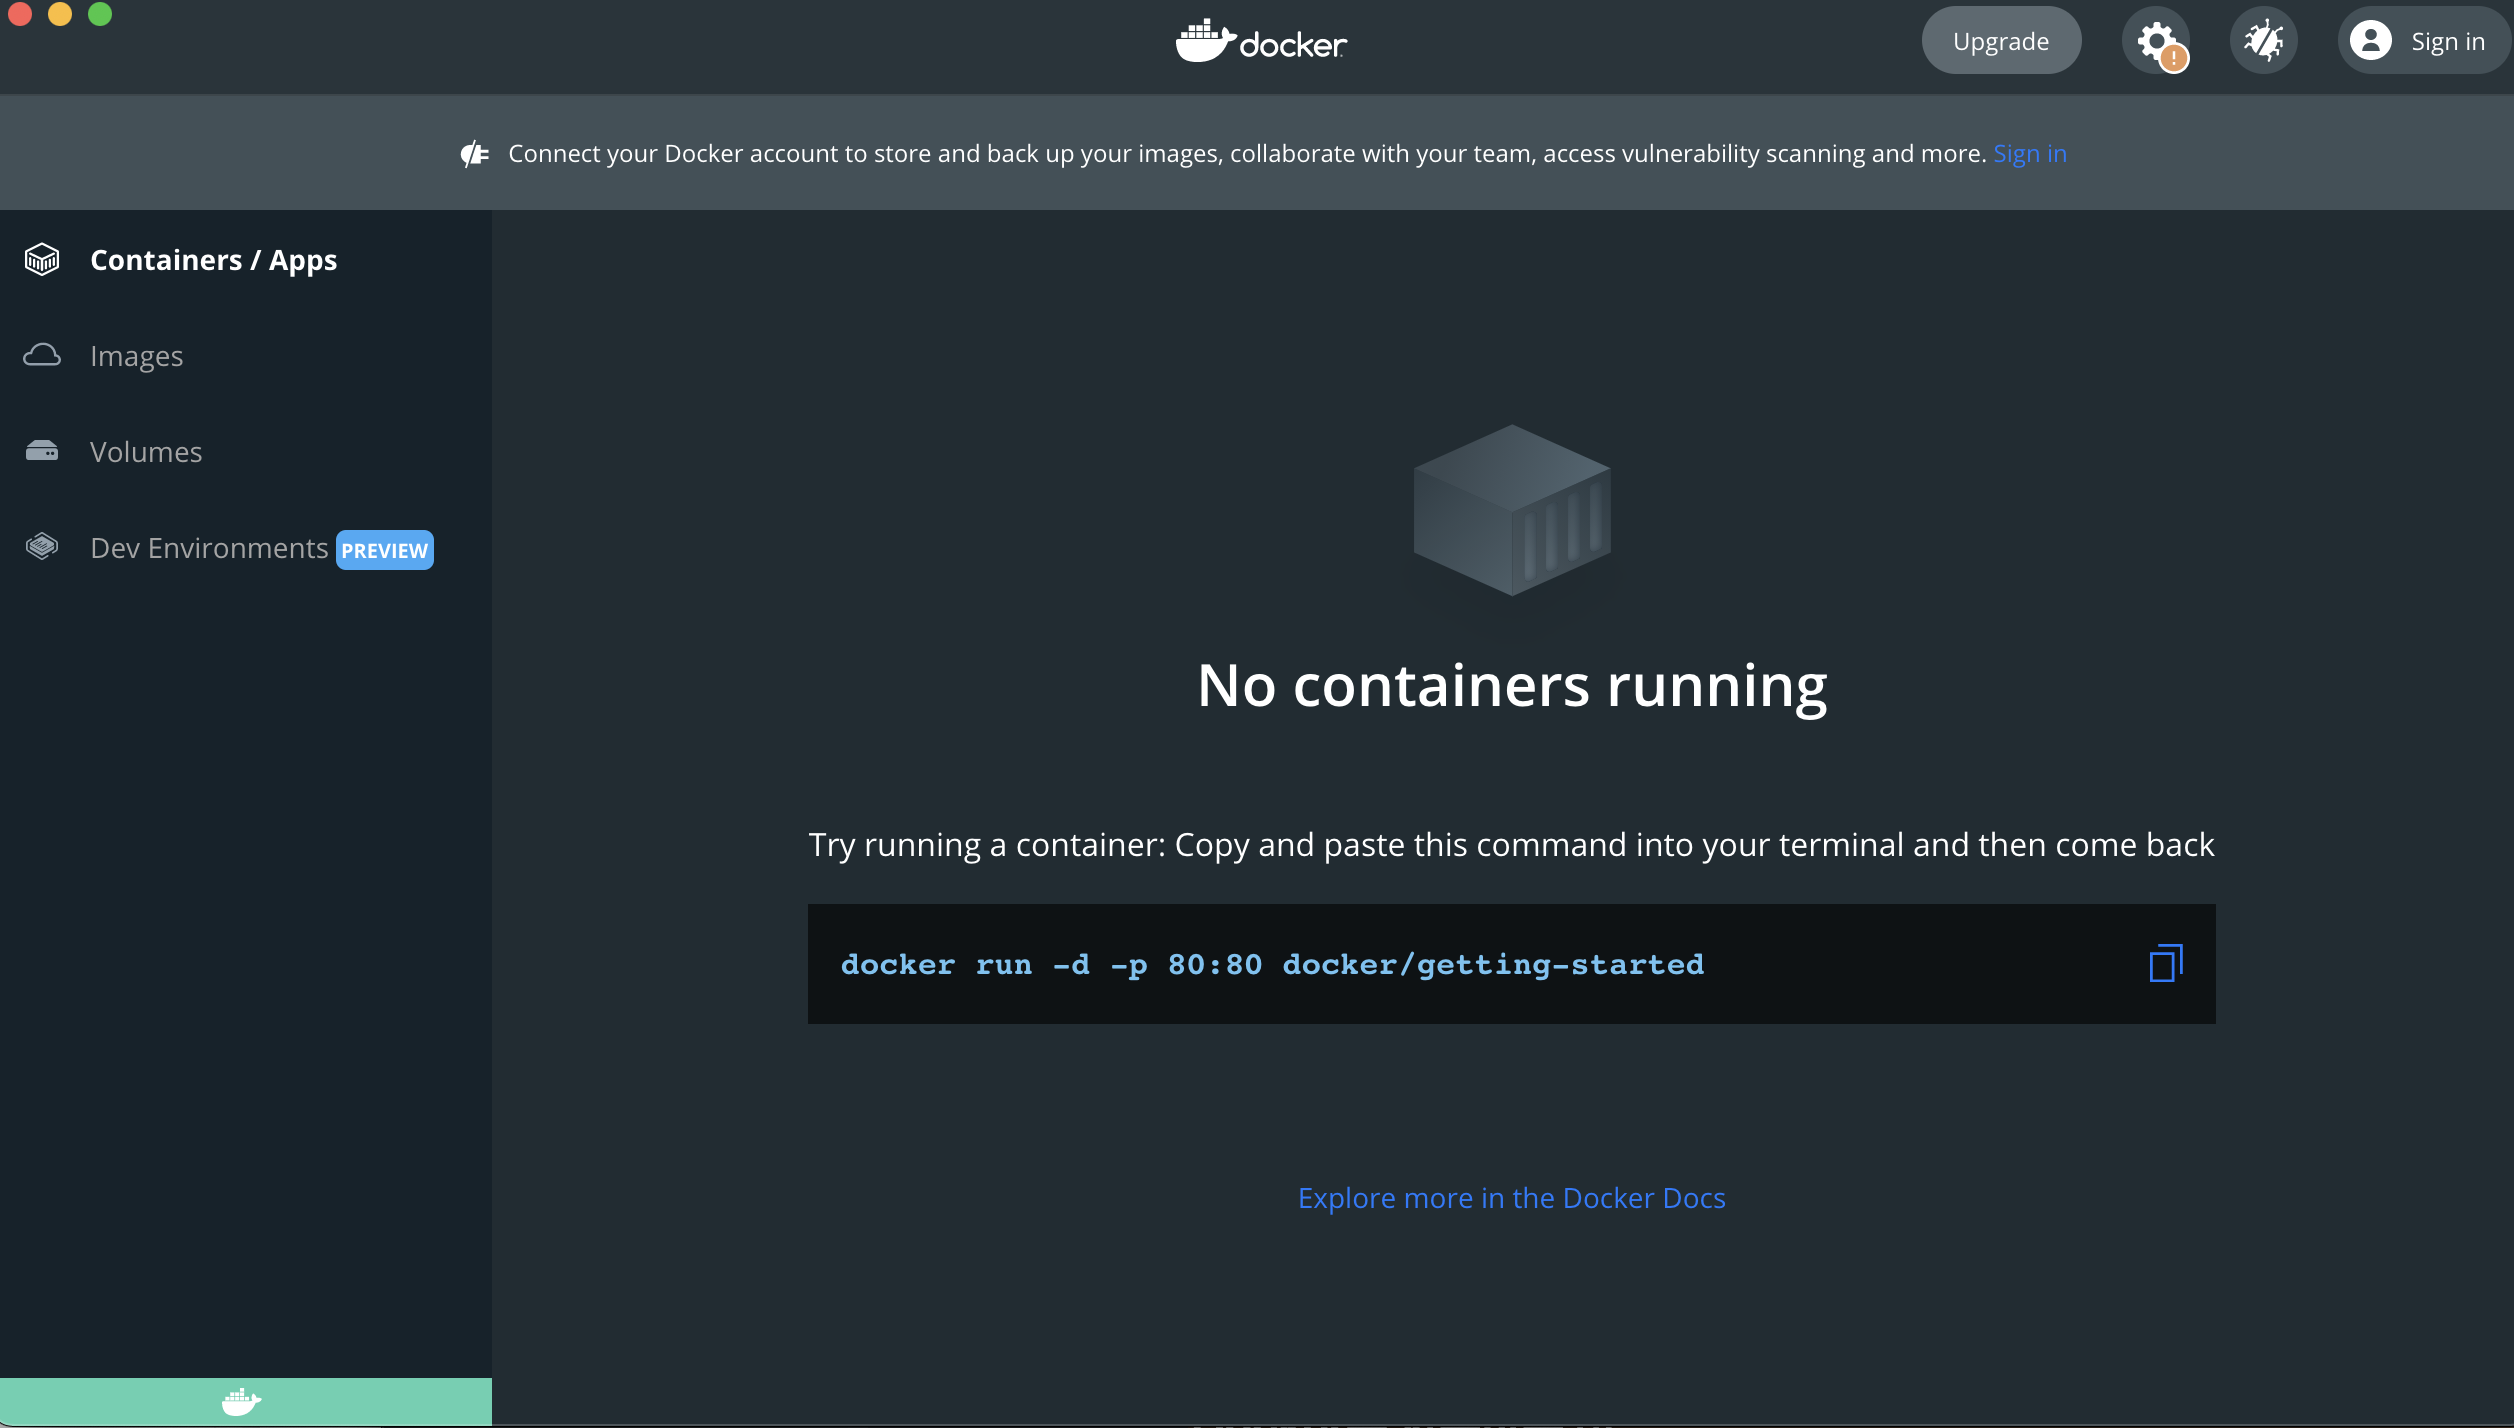 docker
Upgrade
Sign in
Connect your Docker account to store and back up your images, collaborate with your team, access vulnerability scanning and more. Sign in
Containers / Apps
Images
Volumes
Dev Environments PREVIEW
No containers running
Try running a container: Copy and paste this command into your terminal and then come back
docker run -d -p 80:80 docker/getting-started
Explore more in the Docker Docs